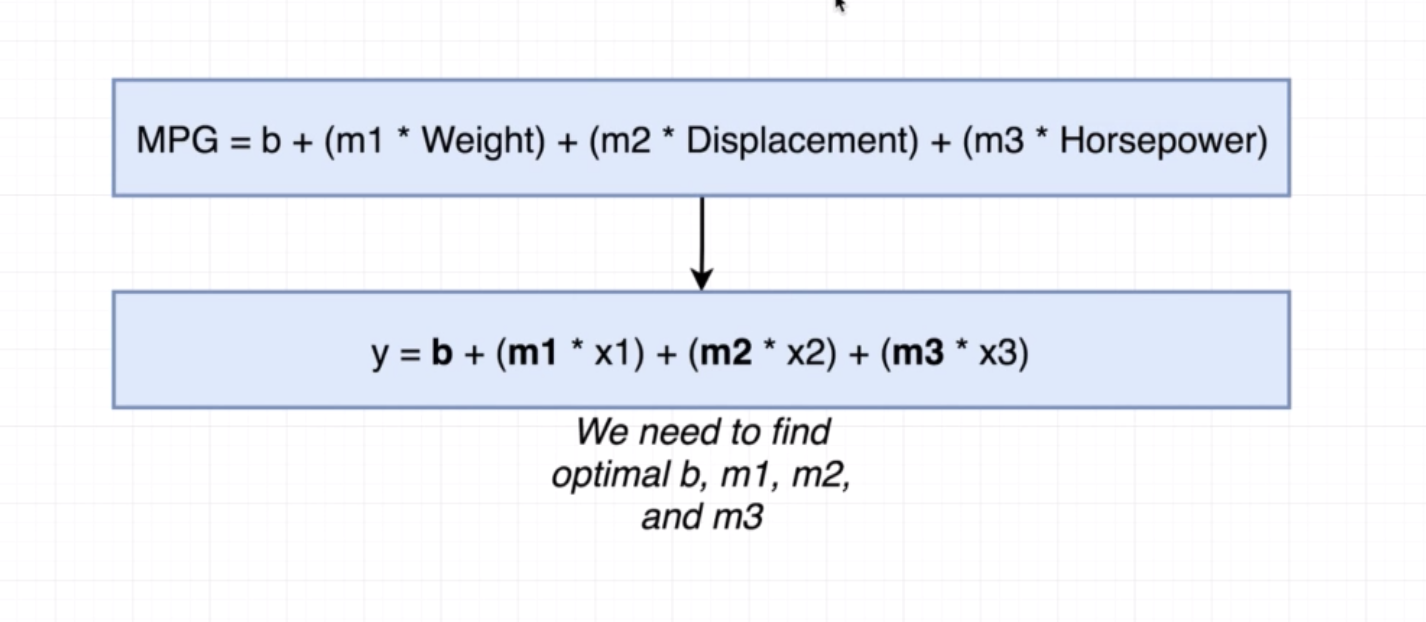 MPG = b + (m1 * Weight) + (m2 * Displacement) + (m3 * Horsepower)
y = b + (m1 * x1) + (m2 * x2) + (m3 * x3)
We need to find
optimal b, m1, m2,
and m3